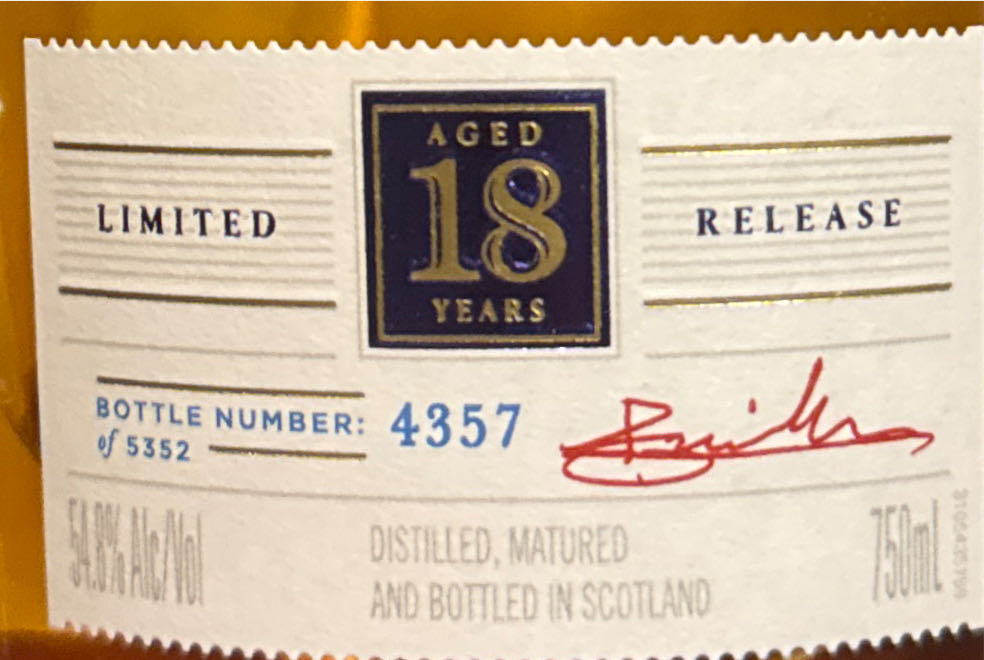 AGED
18
YEARS
LIMITED
RELEASE
BOTTLE NUMBER: 4357
of 5352
54.8% Alc/Vol
DISTILLED, MATURED
AND BOTTLED IN SCOTLAND
750mL